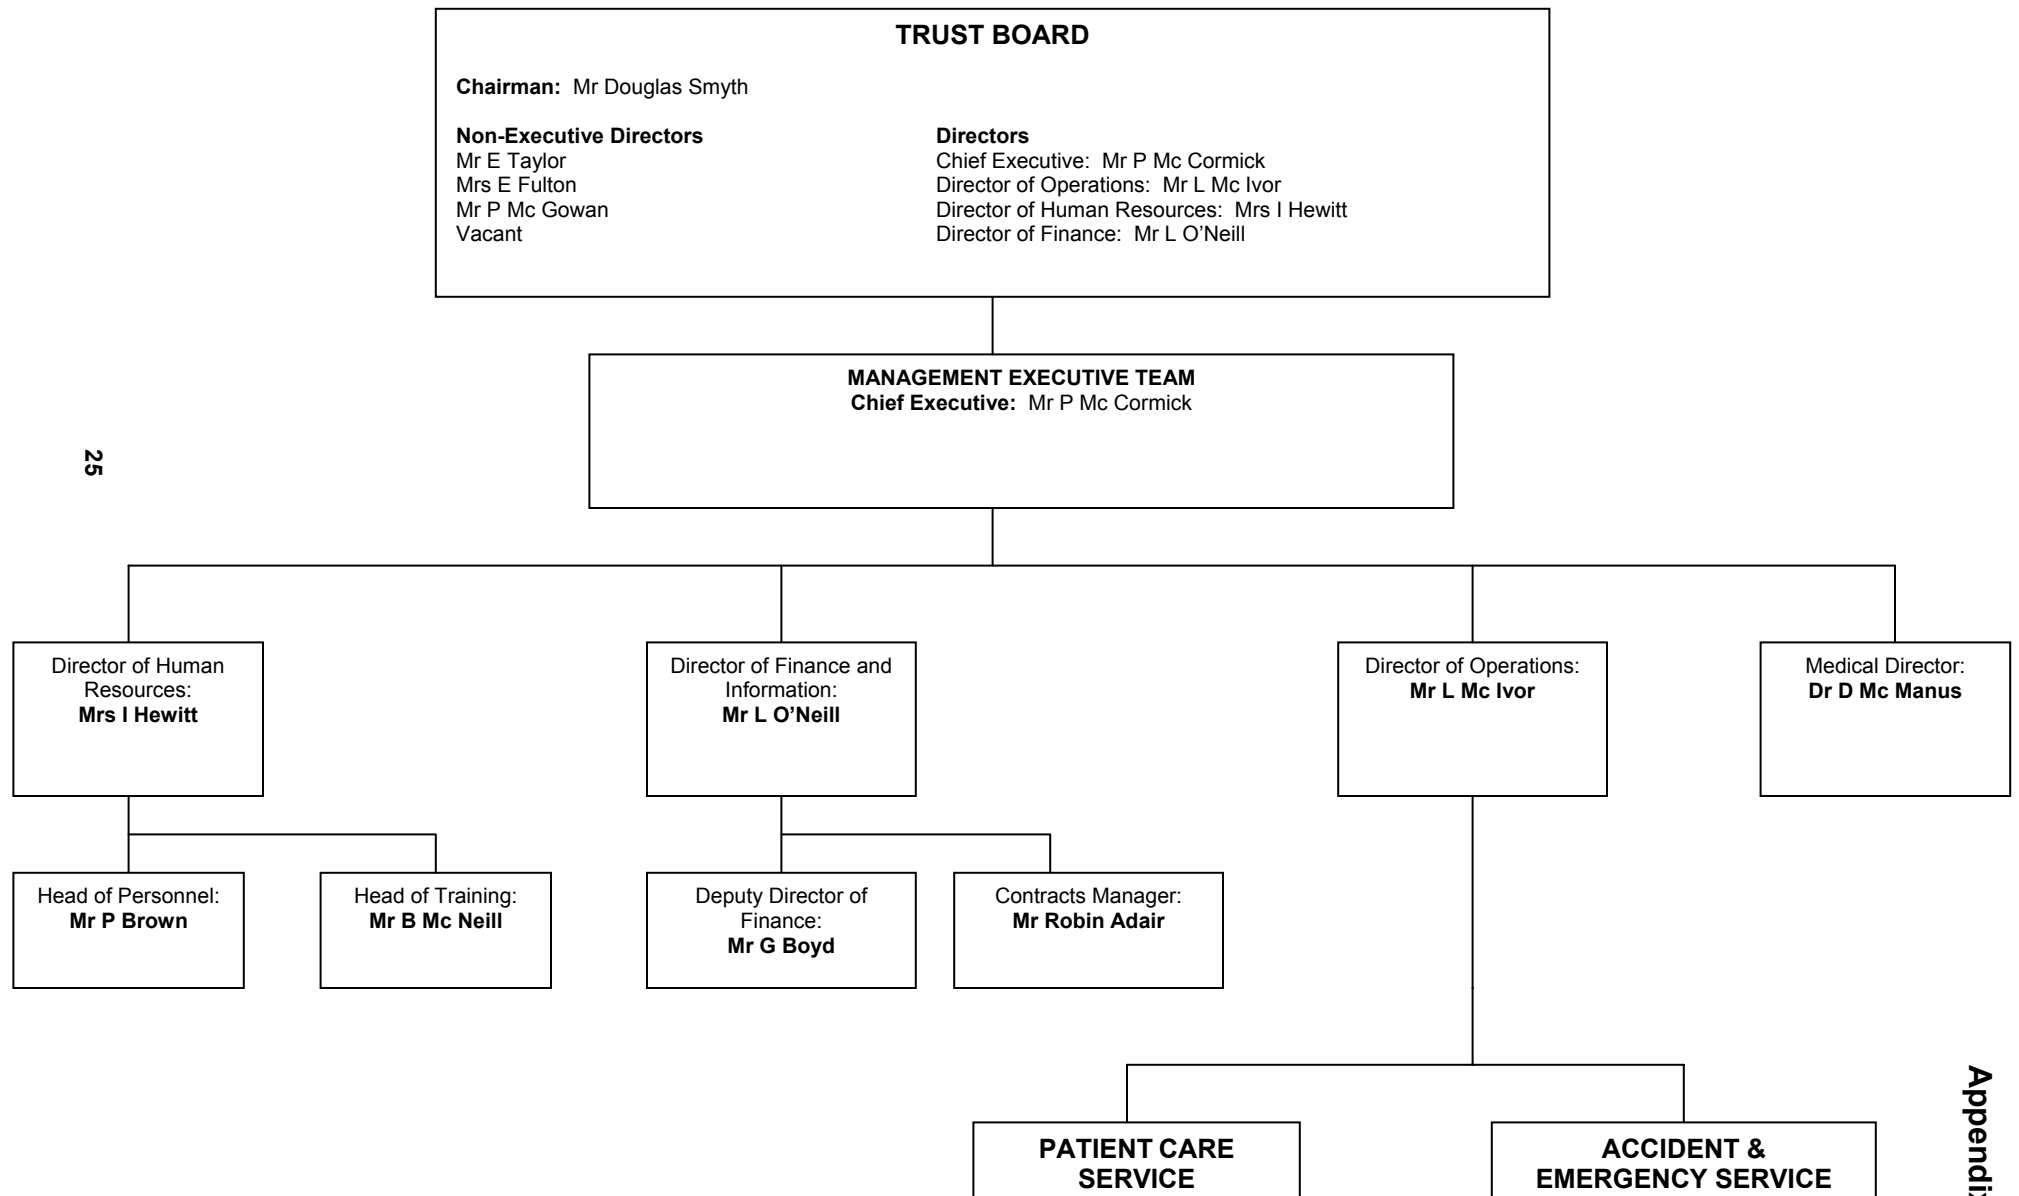 TRUST BOARD
Chairman: Mr Douglas Smyth
Non-Executive Directors
Mr E Taylor
Mrs E Fulton
Mr P Mc Gowan
Vacant
Directors
Chief Executive: Mr P Mc Cormick
Director of Operations: Mr L Mc Ivor
Director of Human Resources: Mrs I Hewitt
Director of Finance: Mr L O’Neill
MANAGEMENT EXECUTIVE TEAM
Chief Executive: Mr P Mc Cormick
25
Director of Human
Resources:
Mrs I Hewitt
Director of Finance and
Information:
Mr L O’Neill
Director of Operations:
Mr L Mc Ivor
Medical Director:
Dr D Mc Manus
Head of Personnel:
Mr P Brown
Head of Training:
Mr B Mc Neill
Deputy Director of
Finance:
Mr G Boyd
Contracts Manager:
Mr Robin Adair
PATIENT CARE
SERVICE
ACCIDENT &
EMERGENCY SERVICE
Appendix